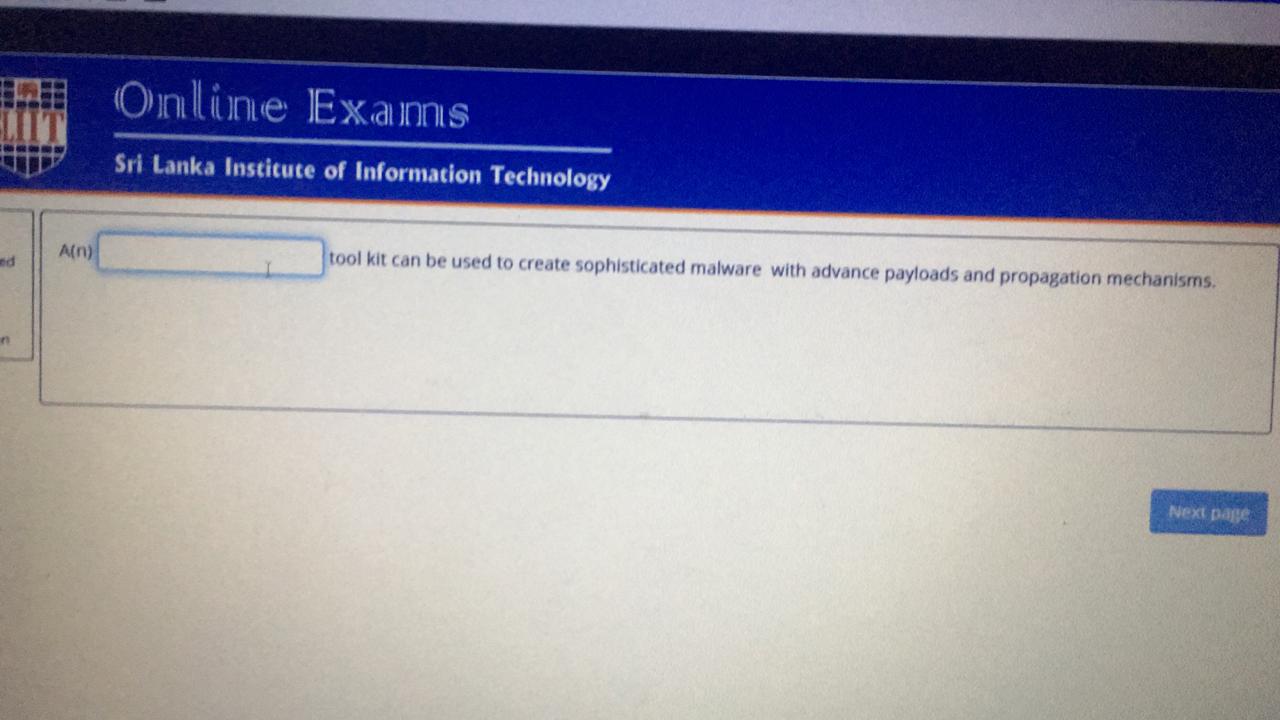 Online Exams
LIIT
Sri Lanka Institute of Information Technology
ed
A(n) tool kit can be used to create sophisticated malware with advance payloads and propagation mechanisms.
n
Next page